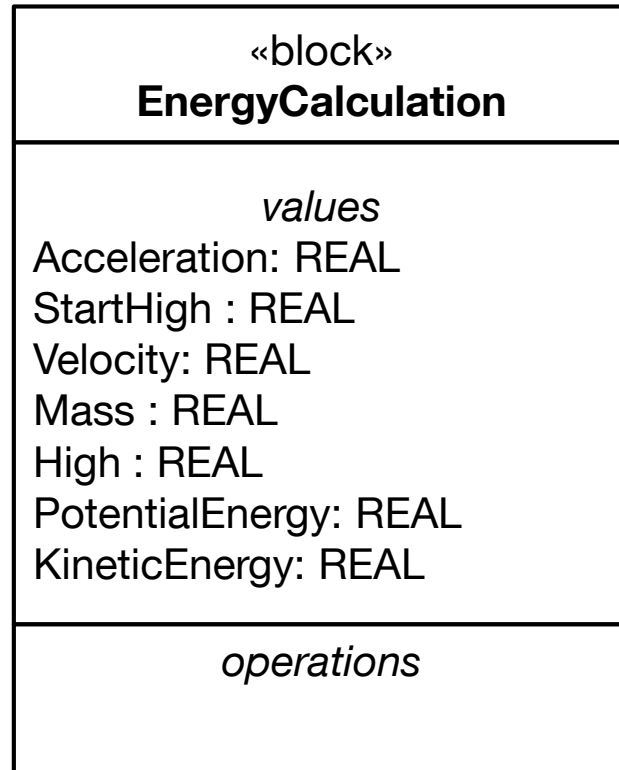 «block»
EnergyCalculation
values
Acceleration: REAL
StartHigh : REAL
Velocity: REAL
Mass : REAL
High : REAL
PotentialEnergy: REAL
KineticEnergy: REAL
operations